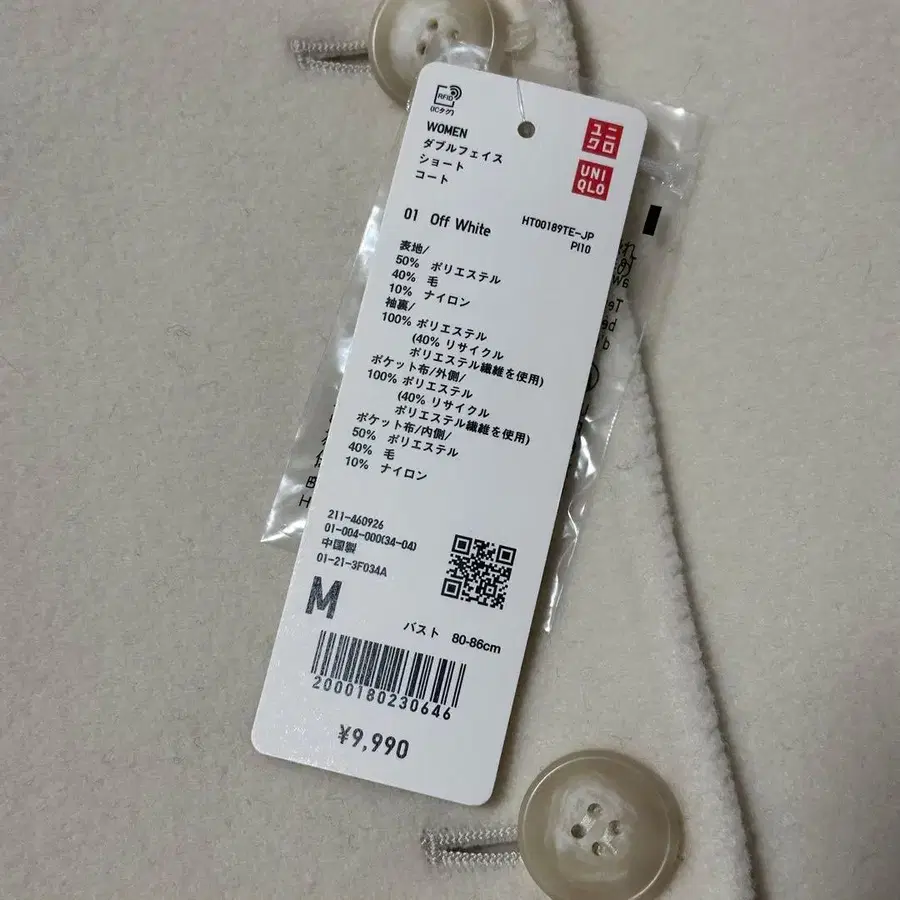 RFID
(ICタグ)
WOMEN
ダブルフェイス
ショート
コート
ユニ
クロ
UNI
QLO
01 Off White
HT00189TE-JP
PI10
表地/
50% ポリエステル
40% 毛
10% ナイロン
袖裏/
100% ポリエステル
(40% リサイクル
ポリエステル繊維を使用)
ポケット布/外側/
100% ポリエステル
(40% リサイクル
ポリエステル繊維を使用)
ポケット布/内側/
50% ポリエステル
40% 毛
10% ナイロン
211-460926
01-004-000(34-04)
中国製
01-21-3F034A
M
バスト 80-86cm
2000180230646
¥9,990